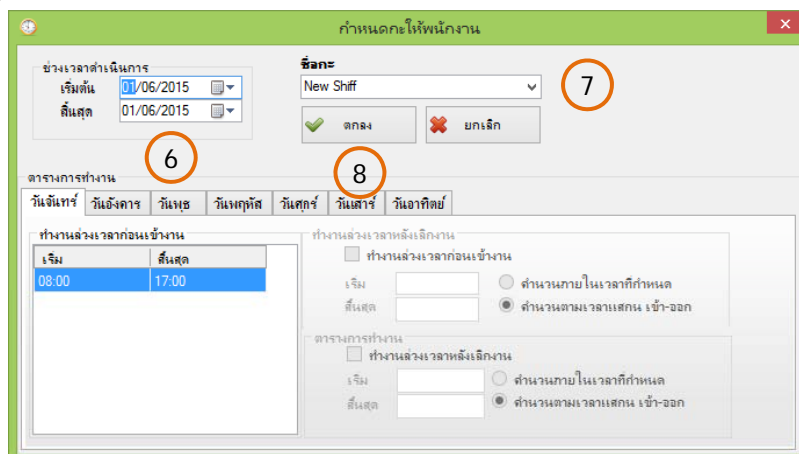 กำหนดกะให้พนักงาน
ช่วงเวลาดำเนินการ
เริ่มต้น 01/06/2015
สิ้นสุด 01/06/2015
ชื่อกะ
New Shiff
7
ตกลง ยกเลิก
6
8
ตารางการทำงาน
วันจันทร์ วันอังคาร วันพุธ วันพฤหัส วันศุกร์ วันเสาร์ วันอาทิตย์
ทำงานล่วงเวลาก่อนเข้างาน
เริ่ม สิ้นสุด
08:00 17:00
ทำงานล่วงเวลาหลังเลิกงาน
ทำงานล่วงเวลาก่อนเข้างาน
เริ่ม คำนวนภายในเวลาที่กำหนด
สิ้นสุด คำนวนตามเวลาแสกน เข้า-ออก
ตารางการทำงาน
ทำงานล่วงเวลาหลังเลิกงาน
เริ่ม คำนวนภายในเวลาที่กำหนด
สิ้นสุด คำนวนตามเวลาแสกน เข้า-ออก